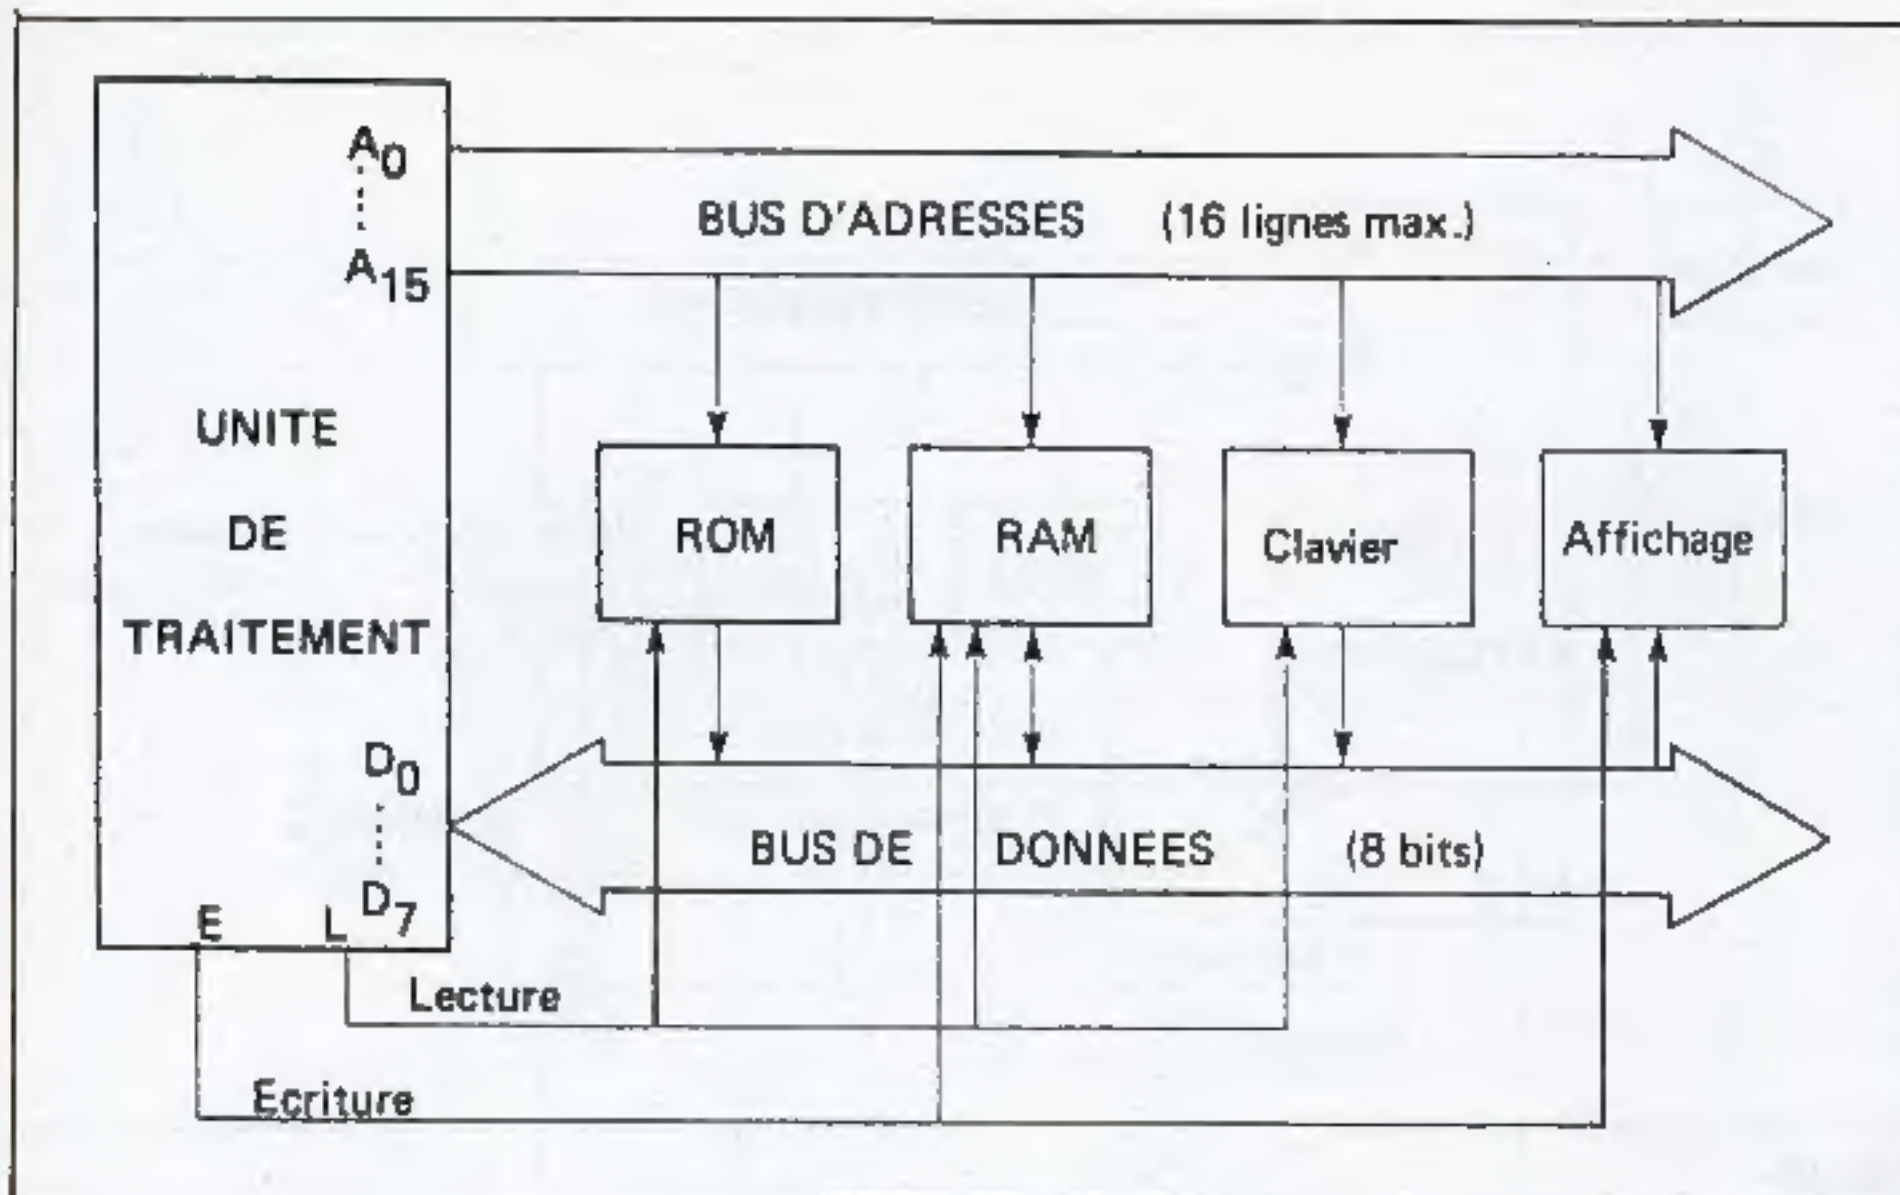 A0
A15
BUS D'ADRESSES (16 lignes max.)
UNITE
DE
TRAITEMENT
ROM
RAM
Clavier
Affichage
D0
D7
BUS DE DONNEES (8 bits)
E
L
Lecture
Ecriture